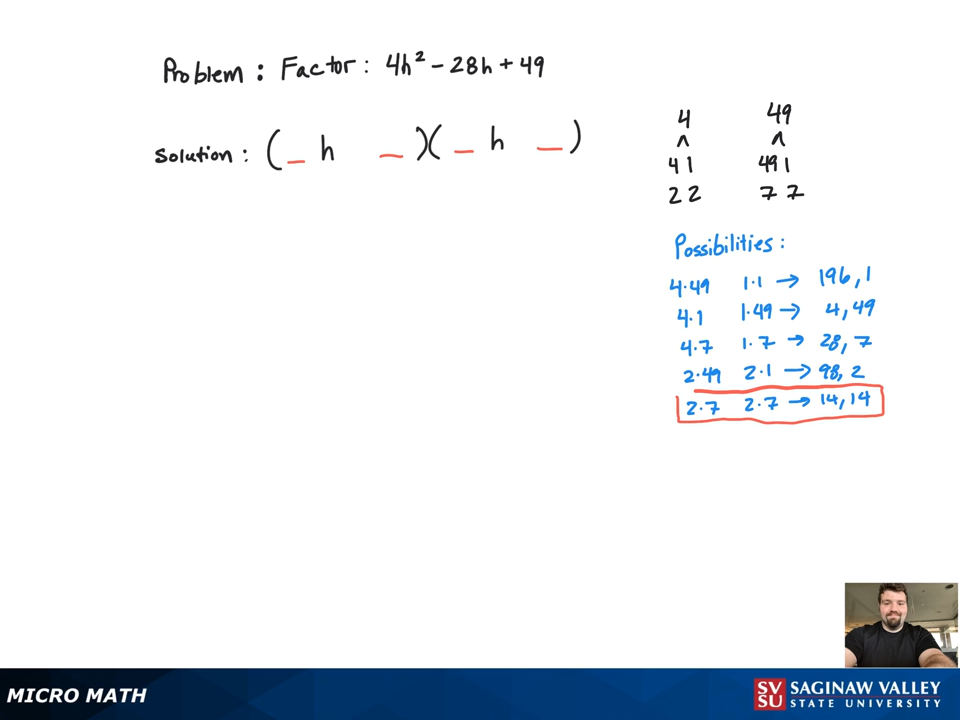 Problem : Factor : 4h² - 28h + 49
Solution : ( _ h _ )( _ h _ )
4 49
^ ^
4 1 49 1
2 2 7 7
Possibilities :
4·49 1·1 → 196, 1
4·1 1·49 → 4, 49
4·7 1·7 → 28, 7
2·49 2·1 → 98, 2
2·7 2·7 → 14, 14
MICRO MATH
SVSU SAGINAW VALLEY
STATE UNIVERSITY